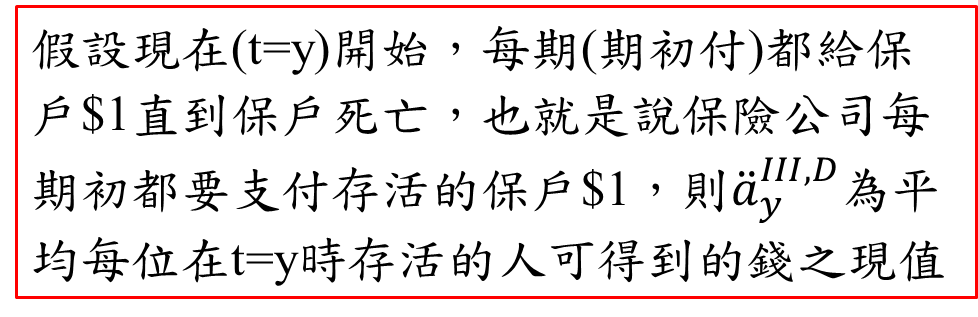 假設現在(t=y)開始，每期(期初付)都給保
戶$1直到保戶死亡，也就是說保險公司每
期初都要支付存活的保戶$1，則ä_y^{III,D}為平
均每位在t=y時存活的人可得到的錢之現值